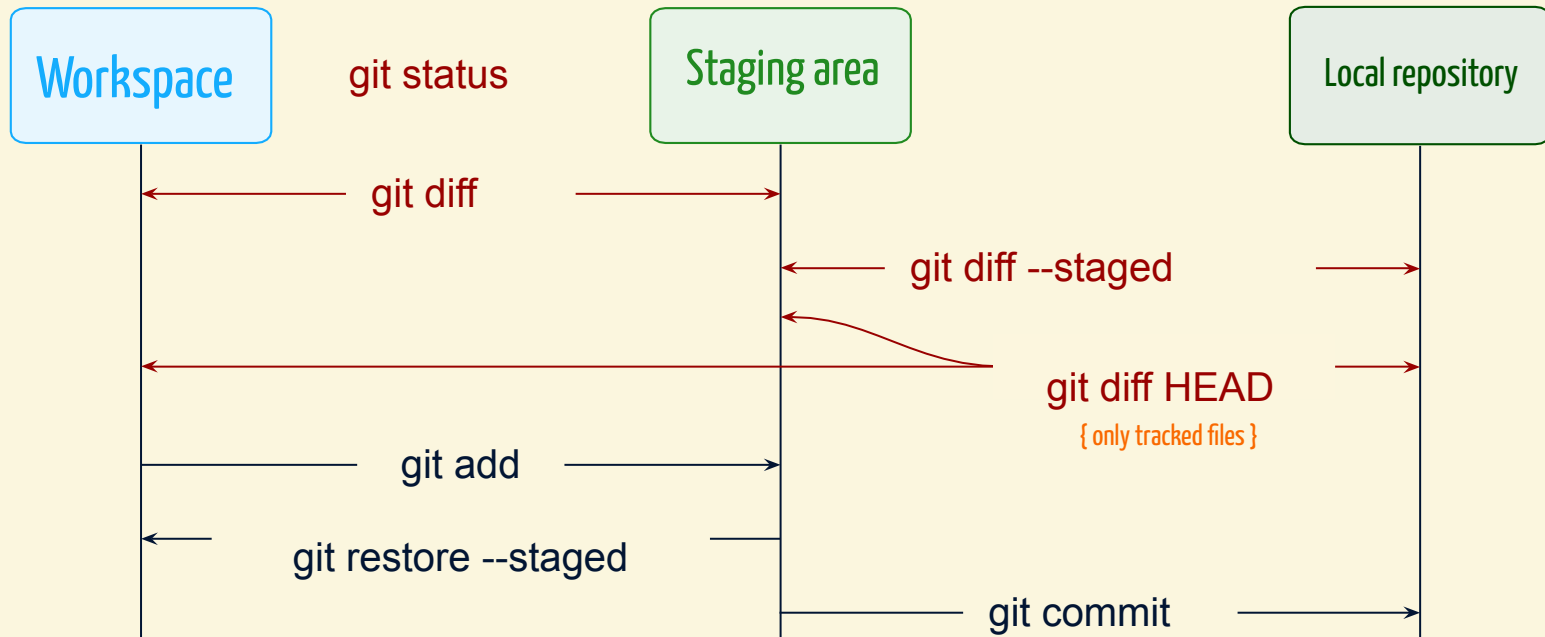 Workspace
git status
Staging area
Local repository
git diff
git diff --staged
git diff HEAD
{ only tracked files }
git add
git restore --staged
git commit